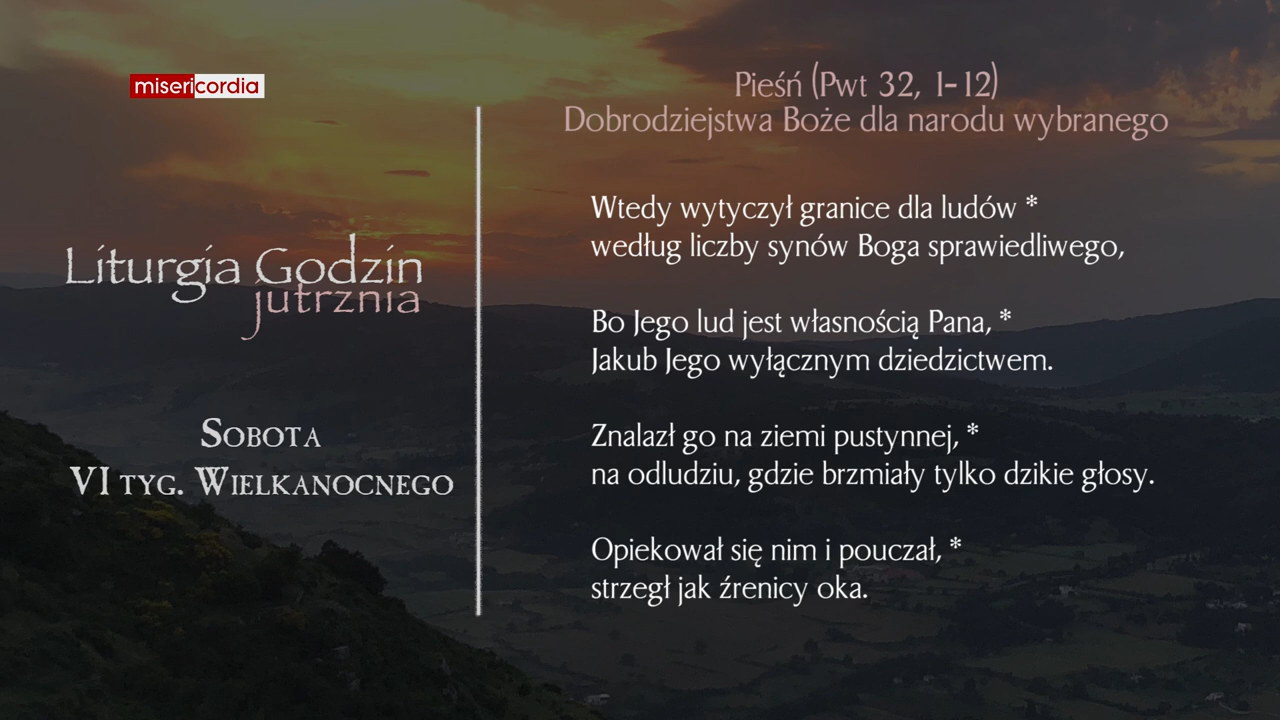 misericordia
Liturgia Godzin
jutrznia
Sobota
VI tyg. Wielkanocnego
Pieśń (Pwt 32, 1-12)
Dobrodziejstwa Boże dla narodu wybranego
Wtedy wytyczył granice dla ludów *
według liczby synów Boga sprawiedliwego,
Bo Jego lud jest własnością Pana, *
Jakub Jego wyłącznym dziedzictwem.
Znalazł go na ziemi pustynnej, *
na odludziu, gdzie brzmiały tylko dzikie głosy.
Opiekował się nim i pouczał, *
strzegł jak źrenicy oka.